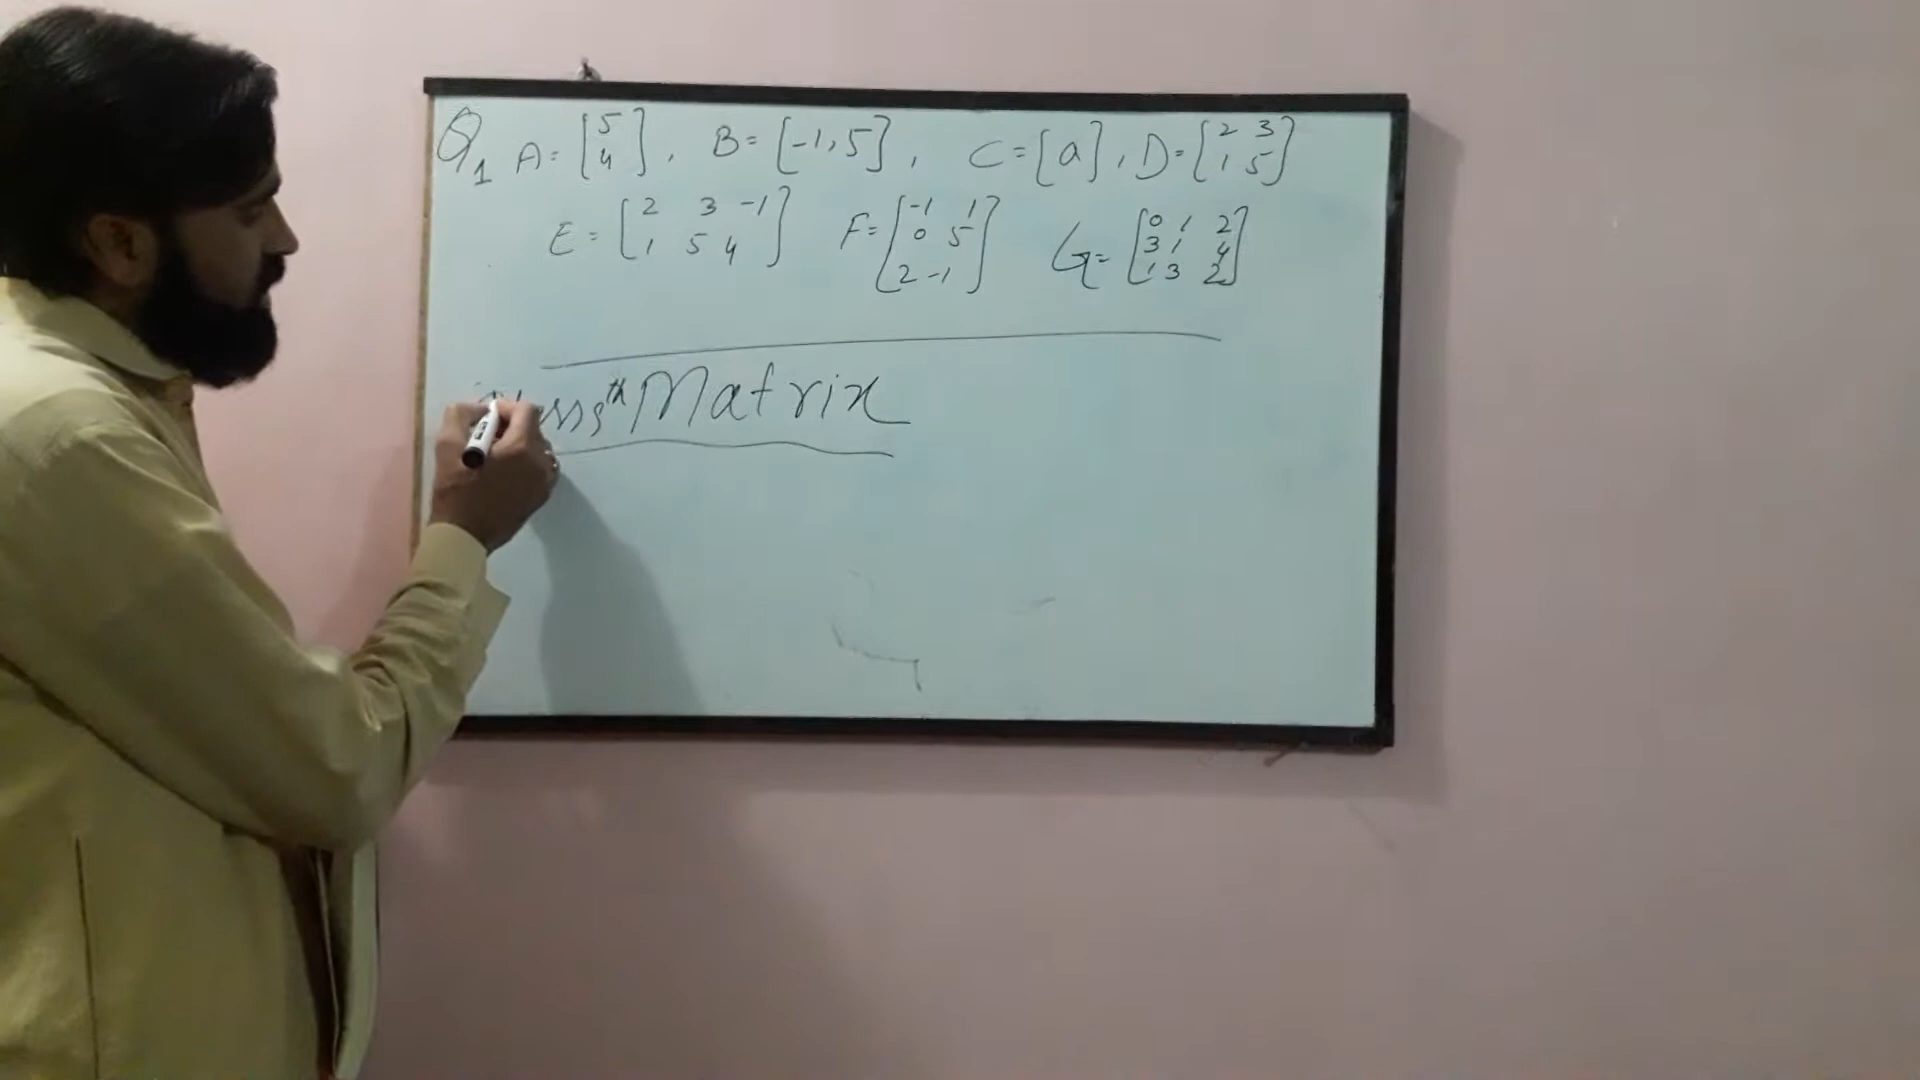 Q1 A = [5 4], B = [-1, 5], C = [a], D = [2 3 1 5]
E = [2 3 -1 1 5 4] F = [-1 1 0 5 2 -1] G = [0 1 2 3 1 4 1 3 2]
Matrix